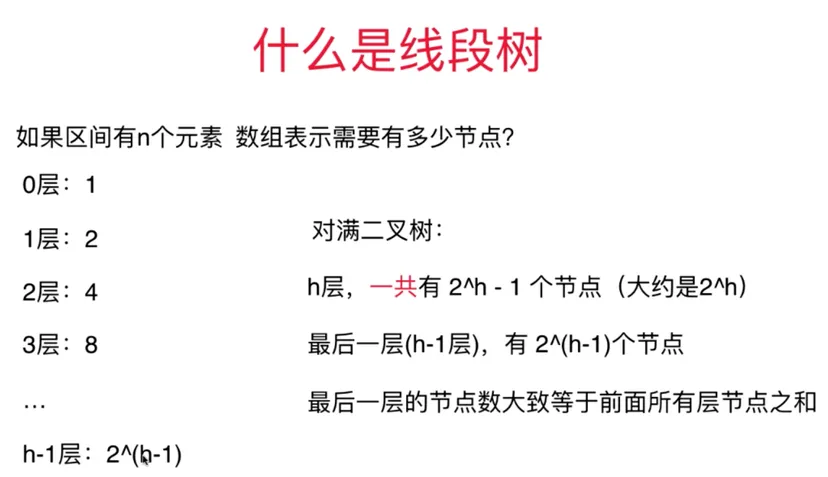 什么是线段树
如果区间有n个元素 数组表示需要有多少节点?
0层：1
1层：2
2层：4
3层：8
…
h-1层：2^(h-1)
对满二叉树：
h层，一共有 2^h - 1 个节点（大约是2^h）
最后一层(h-1层)，有 2^(h-1)个节点
最后一层的节点数大致等于前面所有层节点之和